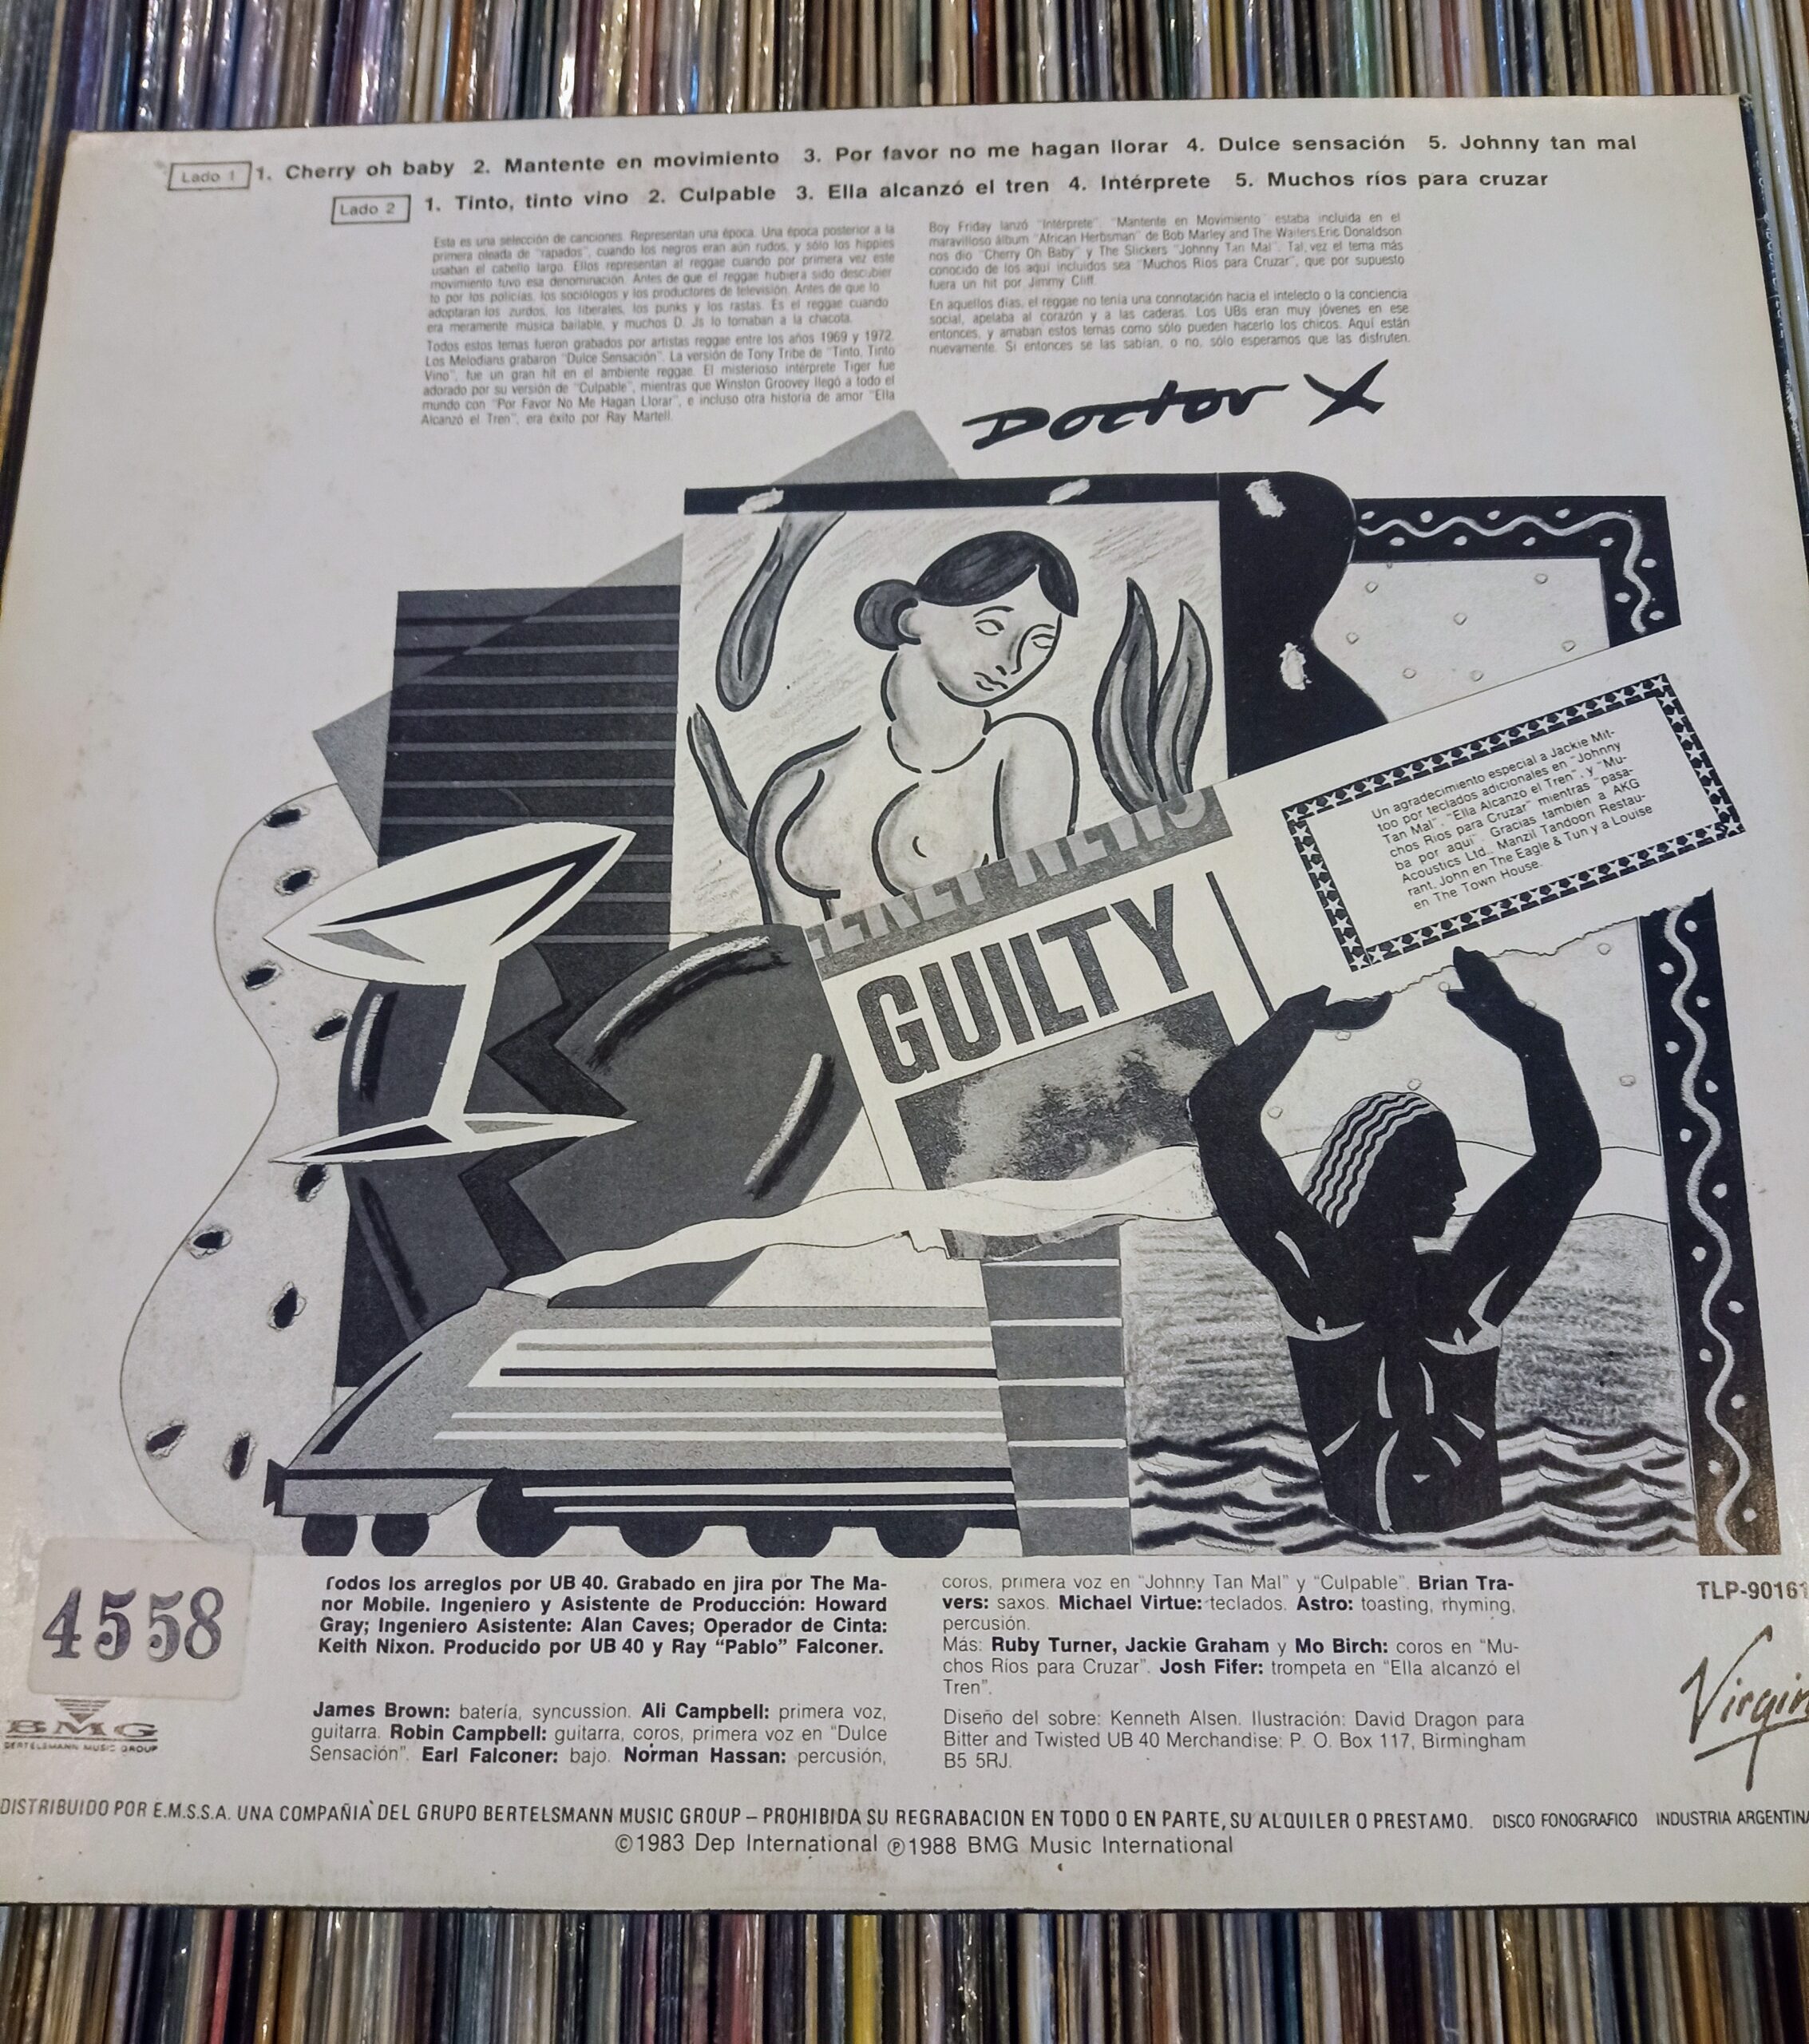 Lado 1 1. Cherry oh baby 2. Mantente en movimiento 3. Por favor no me hagan llorar 4. Dulce sensación 5. Johnny tan mal
Lado 2 1. Tinto, tinto vino 2. Culpable 3. Ella alcanzó el tren 4. Intérprete 5. Muchos ríos para cruzar
Esta es una selección de canciones. Representan una época. Una época posterior a la
primera oleada de "rapados", cuando los negros eran aún rudos, y sólo los hippies
usaban el cabello largo. Ellos representan al reggae cuando por primera vez este
movimiento tuvo esa denominación. Antes de que el reggae hubiera sido descubier
to por los policías, los sociólogos y los productores de televisión. Antes de que lo
adoptaran los zurdos, los liberales, los punks y los rastas. Es el reggae cuando
era meramente música bailable, y muchos D. Js lo tomaban a la chacota.
Todos estos temas fueron grabados por artistas reggae entre los años 1969 y 1972.
Los Melodians grabaron "Dulce Sensación". La versión de Tony Tribe de "Tinto, Tinto
Vino", fue un gran hit en el ambiente reggae. El misterioso intérprete Tiger fue
adorado por su versión de "Culpable", mientras que Winston Groovey llegó a todo el
mundo con "Por Favor No Me Hagan Llorar", e incluso otra historia de amor "Ella
Alcanzó el Tren", era éxito por Ray Martell.
Boy Friday lanzó "Intérprete". "Mantente en Movimiento" estaba incluida en el
maravilloso álbum "African Herbsman" de Bob Marley and The Wailers.Eric Donaldson
nos dio "Cherry Oh Baby" y The Slickers "Johnny Tan Mal". Tal vez el tema más
conocido de los aquí incluidos sea "Muchos Ríos para Cruzar", que por supuesto
fuera un hit por Jimmy Cliff.
En aquellos días, el reggae no tenía una connotación hacia el intelecto o la conciencia
social, apelaba al corazón y a las caderas. Los UBs eran muy jóvenes en ese
entonces, y amaban estos temas como sólo pueden hacerlo los chicos. Aquí están
nuevamente. Si entonces se las sabían, o no, sólo esperamos que las disfruten.
Doctor X
Un agradecimiento especial a Jackie Mit-
too por teclados adicionales en "Johnny
Tan Mal", "Ella Alcanzó el Tren", y "Mu-
chos Ríos para Cruzar" mientras "pasa-
ba por aquí". Gracias también a AKG
Acoustics Ltd., Manzil Tandoori Restau-
rant, John en The Eagle & Tun y a Louise
en The Town House.
NEWS
GUILTY
Todos los arreglos por UB 40. Grabado en jira por The Ma-
nor Mobile. Ingeniero y Asistente de Producción: Howard
Gray; Ingeniero Asistente: Alan Caves; Operador de Cinta:
Keith Nixon. Producido por UB 40 y Ray "Pablo" Falconer.
James Brown: batería, syncussion. Ali Campbell: primera voz,
guitarra. Robin Campbell: guitarra, coros, primera voz en "Dulce
Sensación". Earl Falconer: bajo. Norman Hassan: percusión,
coros, primera voz en "Johnny Tan Mal" y "Culpable". Brian Tra-
vers: saxos. Michael Virtue: teclados. Astro: toasting, rhyming,
percusión.
Más: Ruby Turner, Jackie Graham y Mo Birch: coros en "Mu-
chos Ríos para Cruzar". Josh Fifer: trompeta en "Ella alcanzó el
Tren".
Diseño del sobre: Kenneth Alsen. Ilustración: David Dragon para
Bitter and Twisted UB 40 Merchandise: P. O. Box 117, Birmingham
B5 5RJ.
4558
BMG
BERTELSMANN MUSIC GROUP
TLP-90161
Virgin
DISTRIBUIDO POR E.M.S.S.A. UNA COMPAÑIA DEL GRUPO BERTELSMANN MUSIC GROUP – PROHIBIDA SU REGRABACION EN TODO O EN PARTE, SU ALQUILER O PRESTAMO. DISCO FONOGRAFICO INDUSTRIA ARGENTINA
©1983 Dep International ℗1988 BMG Music International